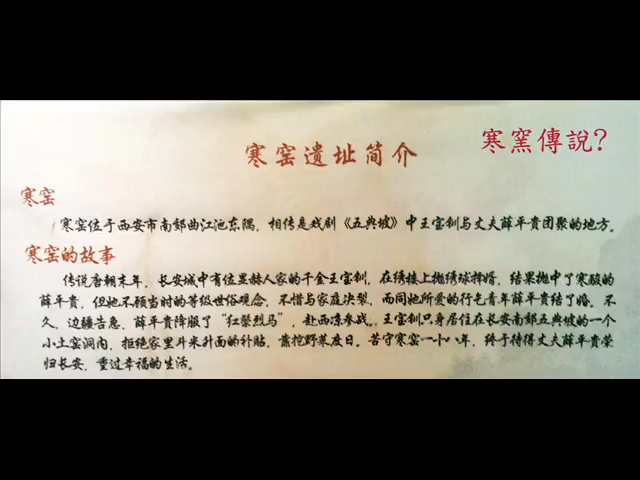 寒窑遗址简介
寒窯傳說?
寒窑
寒窑位于西安市南郊曲江池东隅，相传是戏剧《五典坡》中王宝钏与丈夫薛平贵团聚的地方。
寒窑的故事
传说唐朝末年，长安城中有位显赫人家的千金王宝钏，在绣楼上抛绣球择婿，结果抛中了寒酸的
薛平贵，但她不顾当时的等级世俗观念，不惜与家庭决裂，而同她所爱的行乞青年薛平贵结了婚。不
久，边疆告急，薛平贵降服了“红鬃烈马”，赴西凉参战。王宝钏只身居住在长安南郊五典坡的一个
小土窑洞内，拒绝家里斗米升面的补贴，靠挖野菜度日。苦守寒窑一十八年，终于待得丈夫薛平贵荣
归长安，重过幸福的生活。